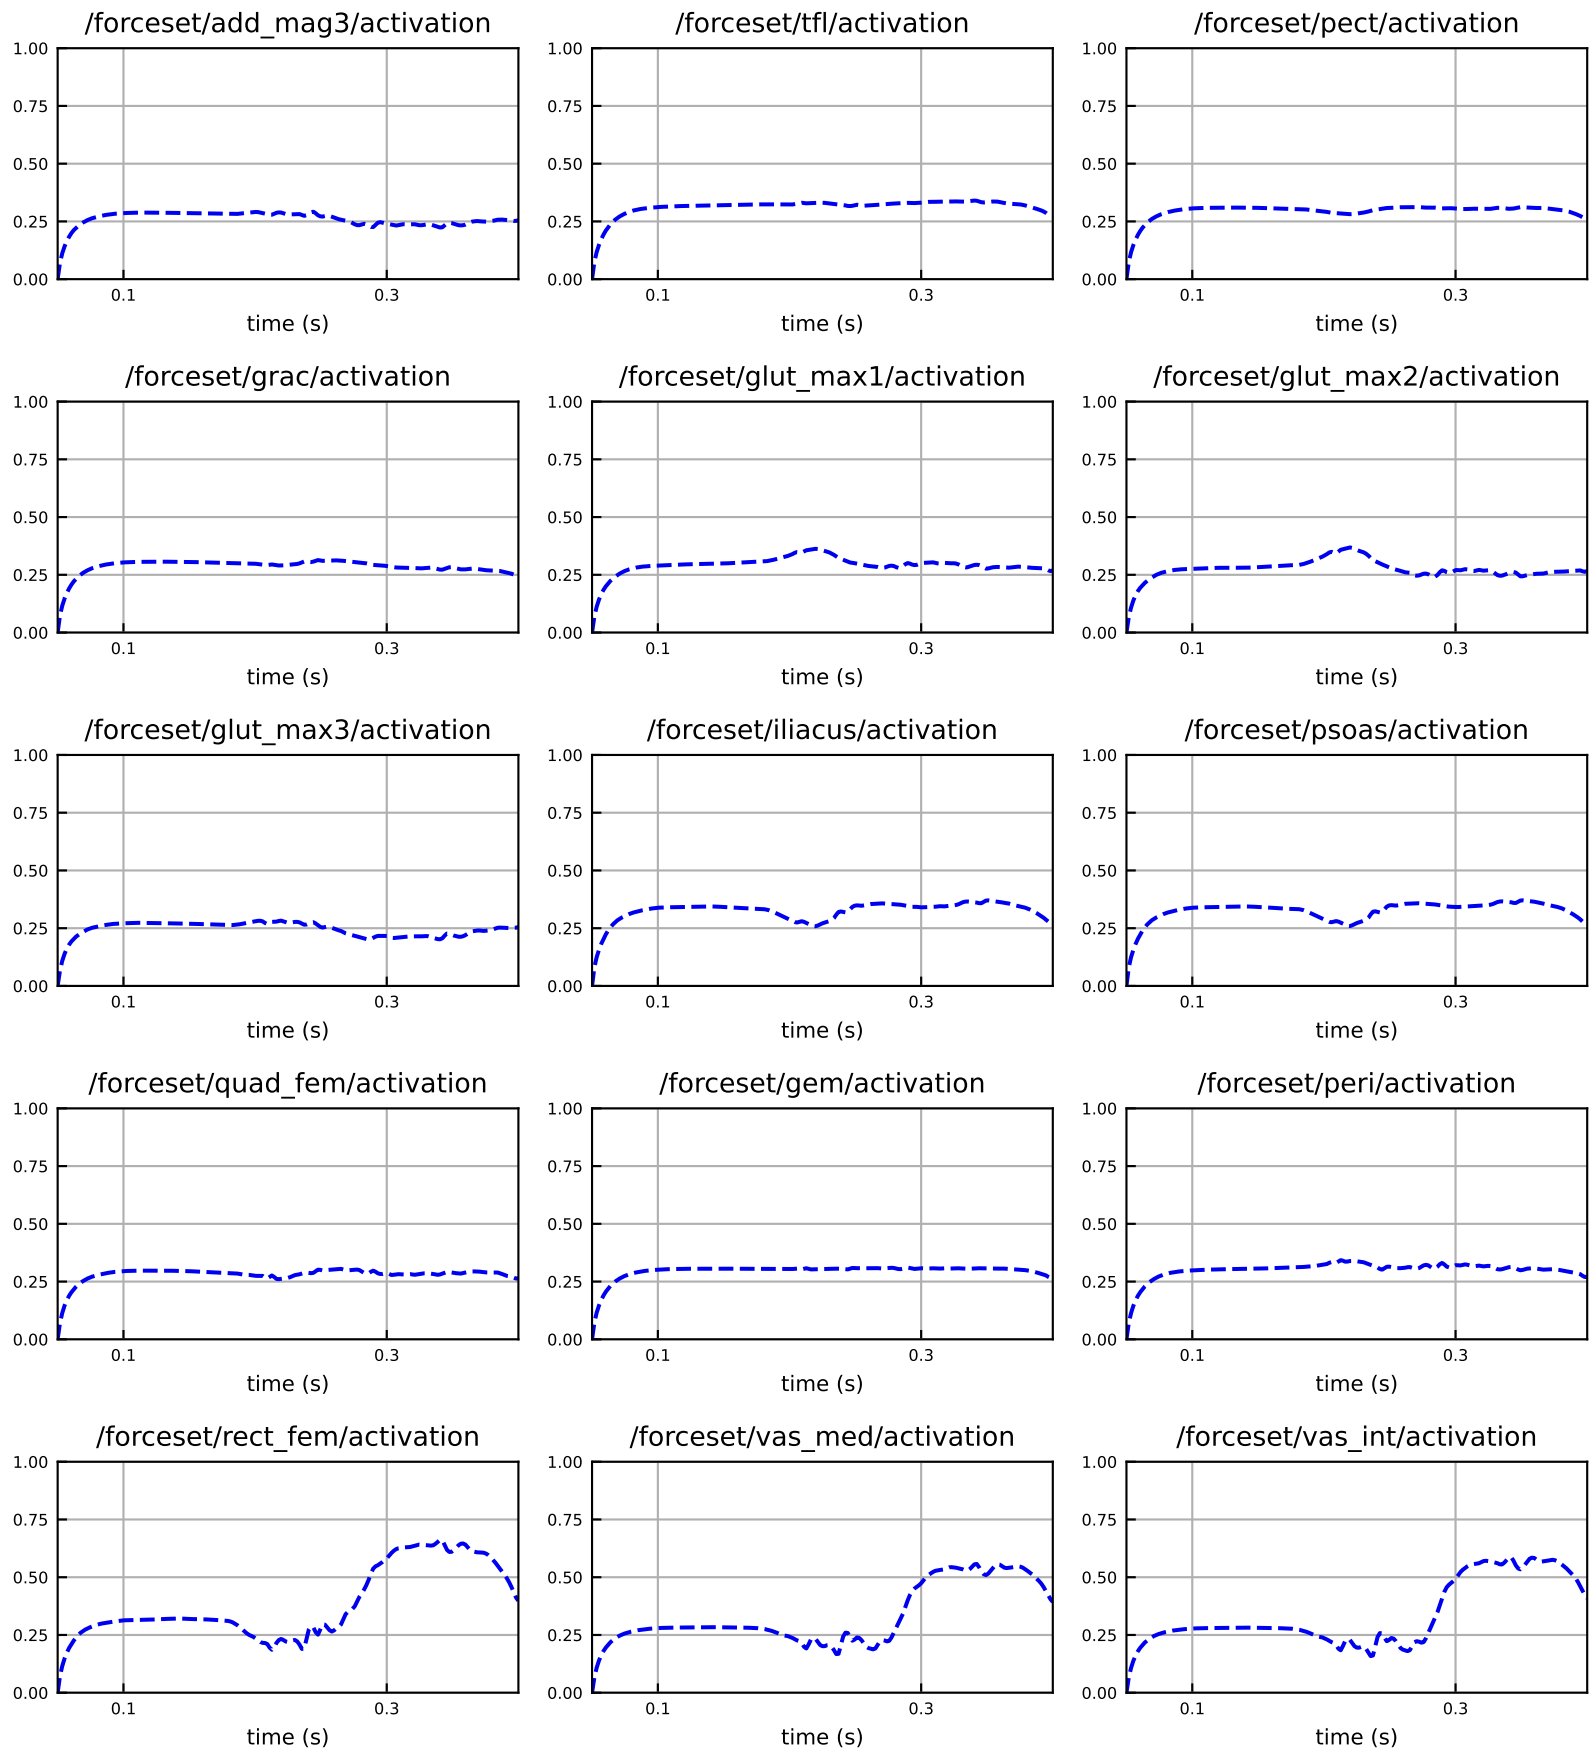 /forceset/add_mag3/activation /forceset/tfl/activation /forceset/pect/activation
1.00 1.00 1.00
0.75 0.75 0.75
0.50 0.50 0.50
0.25 0.25 0.25
0.00 0.00 0.00
0.1 0.3 0.1 0.3 0.1 0.3
time (s) time (s) time (s)
/forceset/grac/activation /forceset/glut_max1/activation /forceset/glut_max2/activation
1.00 1.00 1.00
0.75 0.75 0.75
0.50 0.50 0.50
0.25 0.25 0.25
0.00 0.00 0.00
0.1 0.3 0.1 0.3 0.1 0.3
time (s) time (s) time (s)
/forceset/glut_max3/activation /forceset/iliacus/activation /forceset/psoas/activation
1.00 1.00 1.00
0.75 0.75 0.75
0.50 0.50 0.50
0.25 0.25 0.25
0.00 0.00 0.00
0.1 0.3 0.1 0.3 0.1 0.3
time (s) time (s) time (s)
/forceset/quad_fem/activation /forceset/gem/activation /forceset/peri/activation
1.00 1.00 1.00
0.75 0.75 0.75
0.50 0.50 0.50
0.25 0.25 0.25
0.00 0.00 0.00
0.1 0.3 0.1 0.3 0.1 0.3
time (s) time (s) time (s)
/forceset/rect_fem/activation /forceset/vas_med/activation /forceset/vas_int/activation
1.00 1.00 1.00
0.75 0.75 0.75
0.50 0.50 0.50
0.25 0.25 0.25
0.00 0.00 0.00
0.1 0.3 0.1 0.3 0.1 0.3
time (s) time (s) time (s)